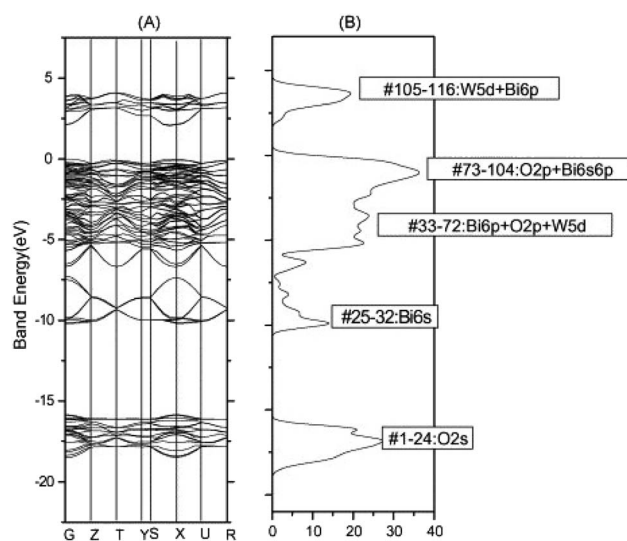 (A)
(B)
5
0
-5
-10
-15
-20
Band Energy(eV)
G Z T Y S X U R
#105-116:W5d+Bi6p
#73-104:O2p+Bi6s6p
#33-72:Bi6p+O2p+W5d
#25-32:Bi6s
#1-24:O2s
0 10 20 30 40